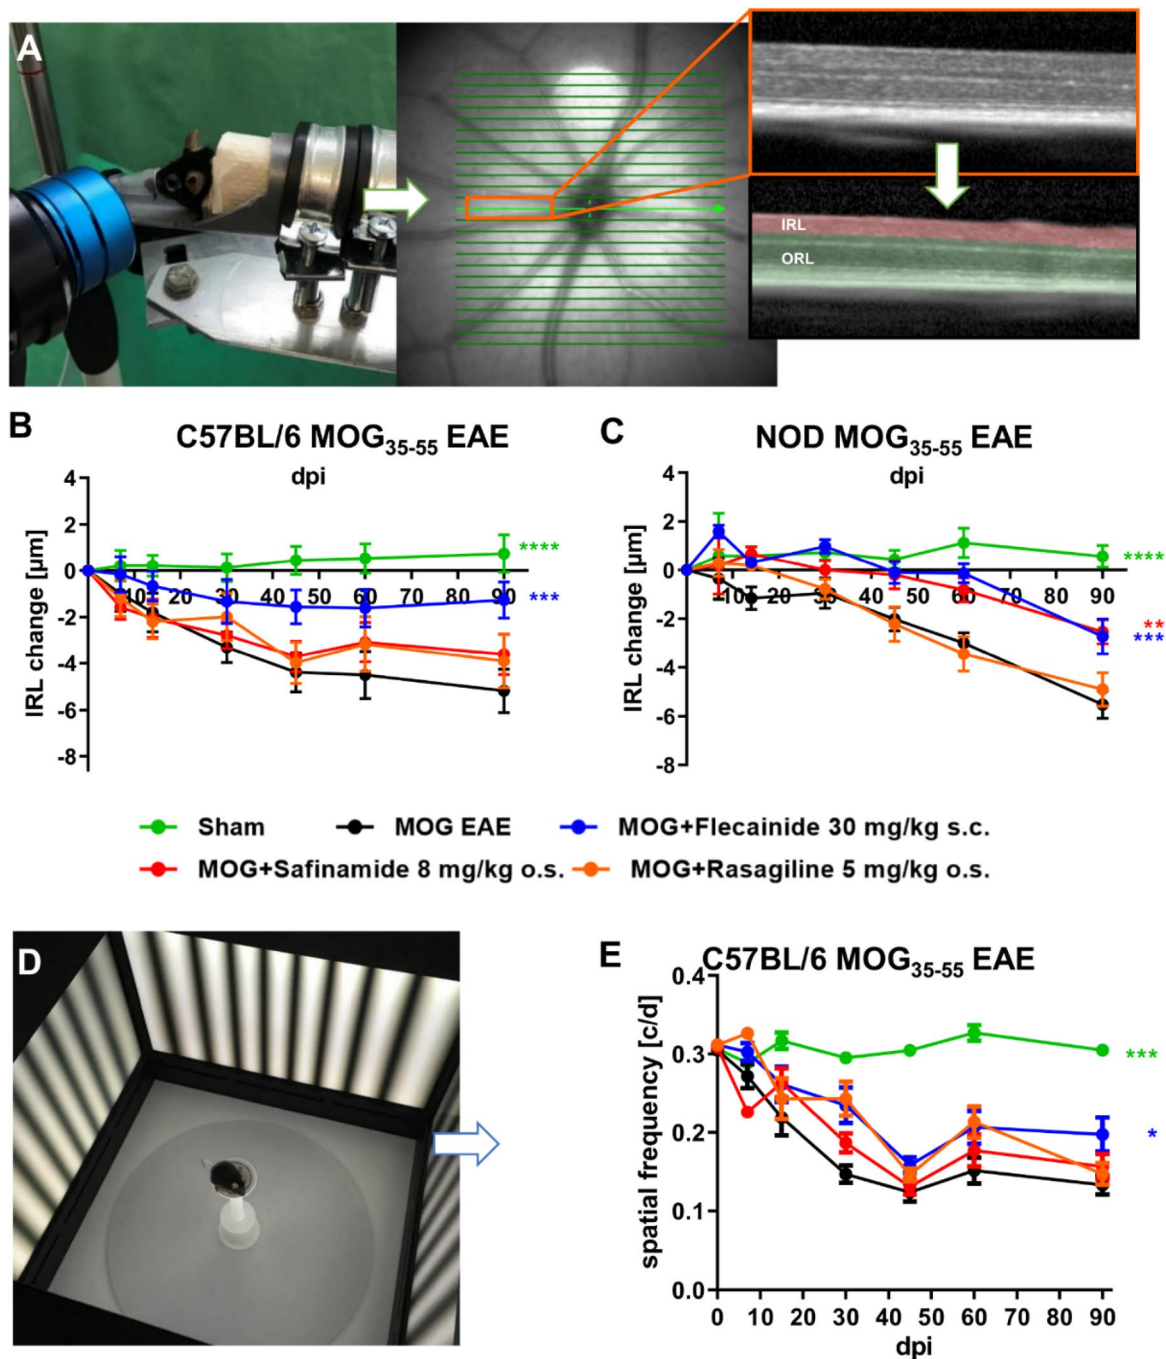 A
IRL
ORL
B
C57BL/6 MOG35-55 EAE
dpi
IRL change [µm]
4
2
0
-2
-4
-6
-8
10 20 30 40 50 60 70 80 90
****
***
C
NOD MOG35-55 EAE
dpi
IRL change [µm]
4
2
0
-2
-4
-6
-8
10 20 30 40 50 60 70 80 90
****
**
***
Sham
MOG EAE
MOG+Flecainide 30 mg/kg s.c.
MOG+Safinamide 8 mg/kg o.s.
MOG+Rasagiline 5 mg/kg o.s.
D
E
C57BL/6 MOG35-55 EAE
spatial frequency [c/d]
0.4
0.3
0.2
0.1
0.0
0 10 20 30 40 50 60 70 80 90
dpi
***
*